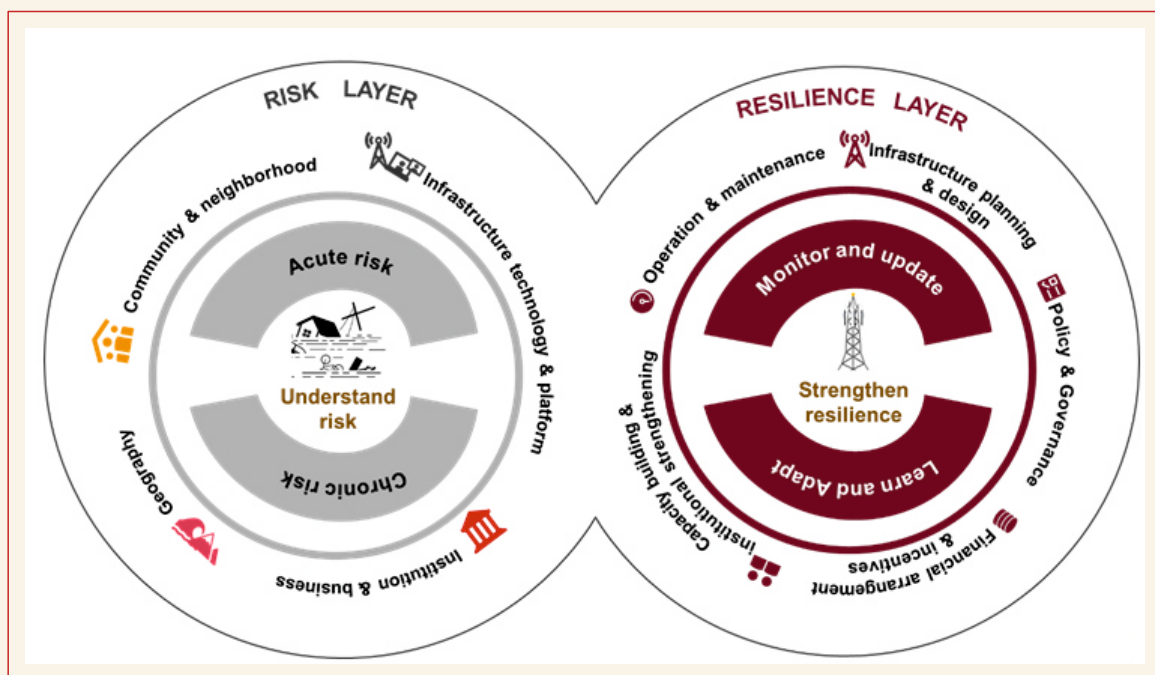 RISK LAYER
Community & neighborhood
Infrastructure technology & platform
Acute risk
Understand
risk
Chronic risk
Geography
Institution & business
RESILIENCE LAYER
Operation & maintenance
Infrastructure planning
& design
Monitor and update
Policy & Governance
Strengthen
resilience
Learn and Adapt
Capacity building &
institutional strengthening
Financial arrangement
& incentives